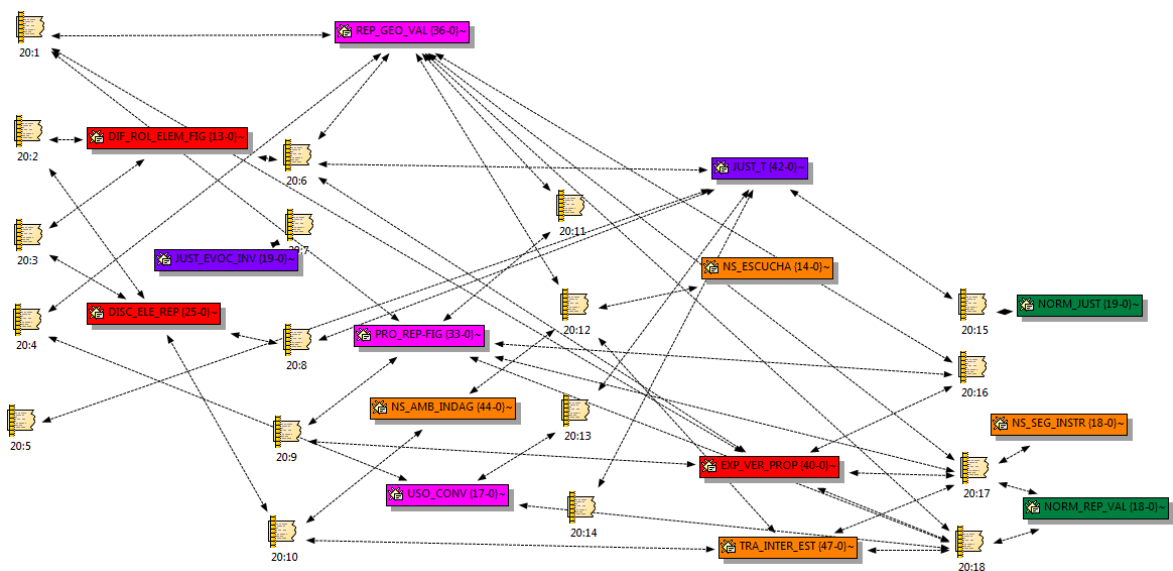 20:1
REP_GEO_VAL {36-0}~
20:2
DIF_ROL_ELEM_FIG {13-0}~
20:6
JUST_T {42-0}~
20:3
20:7
20:11
JUST_EVOC_INV {19-0}~
NS_ESCUCHA {14-0}~
20:4
DISC_ELE_REP {25-0}~
20:8
PRO_REP-FIG {33-0}~
20:12
20:15
NORM_JUST {19-0}~
20:16
20:5
20:9
NS_AMB_INDAG {44-0}~
20:13
NS_SEG_INSTR {18-0}~
EXP_VER_PROP {40-0}~
20:17
USO_CONV {17-0}~
NORM_REP_VAL {18-0}~
20:10
20:14
TRA_INTER_EST {47-0}~
20:18